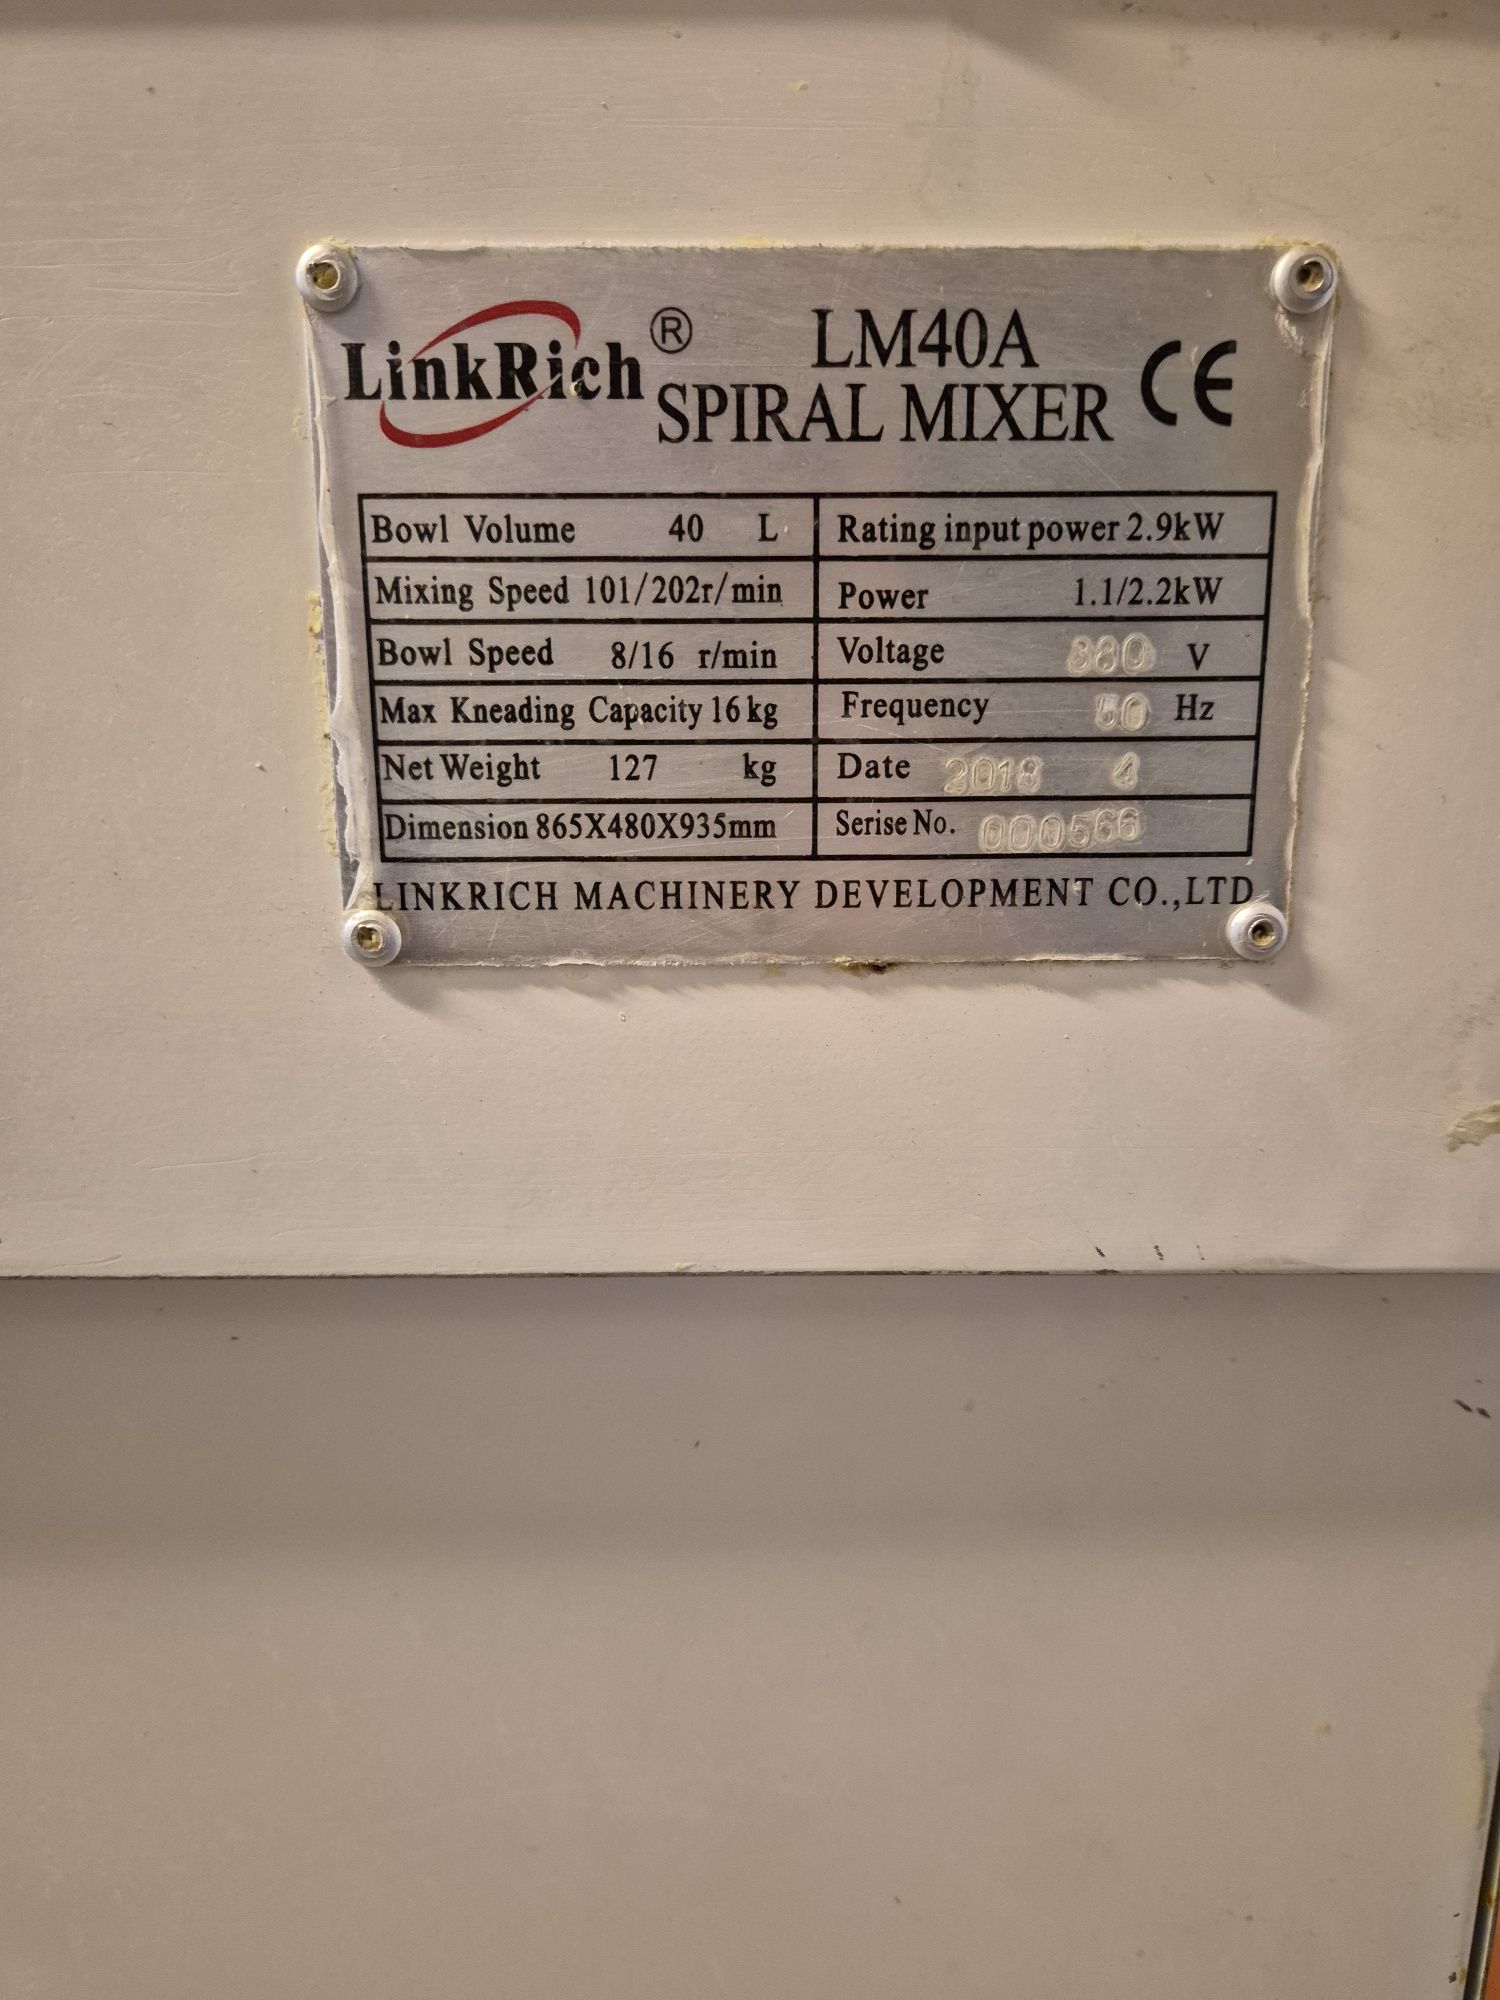 LinkRich®
LM40A
SPIRAL MIXER
CE
Bowl Volume 40 L
Rating input power 2.9kW
Mixing Speed 101/202r/min
Power 1.1/2.2kW
Bowl Speed 8/16 r/min
Voltage 380 V
Max Kneading Capacity 16kg
Frequency 50 Hz
Net Weight 127 kg
Date 2018 4
Dimension 865X480X935mm
Serise No. 000566
LINKRICH MACHINERY DEVELOPMENT CO.,LTD